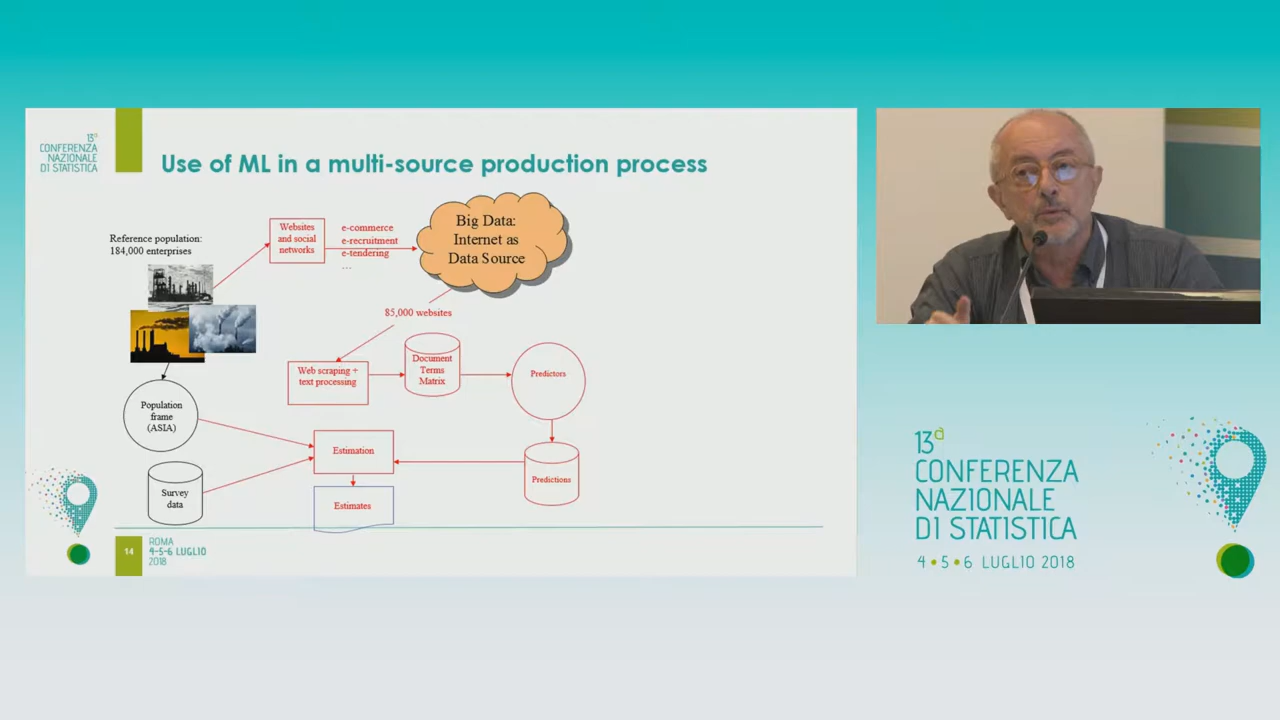 13a
CONFERENZA
NAZIONALE
DI STATISTICA
Use of ML in a multi-source production process
Reference population:
184,000 enterprises
Websites
and social
networks
e-commerce
e-recruitment
e-tendering
...
Big Data:
Internet as
Data Source
85,000 websites
Web scraping +
text processing
Document
Terms
Matrix
Predictors
Population
frame
(ASIA)
Estimation
Survey
data
Predictions
Estimates
14
ROMA
4-5-6 LUGLIO
2018
13a
CONFERENZA
NAZIONALE
DI STATISTICA
4•5•6 LUGLIO 2018